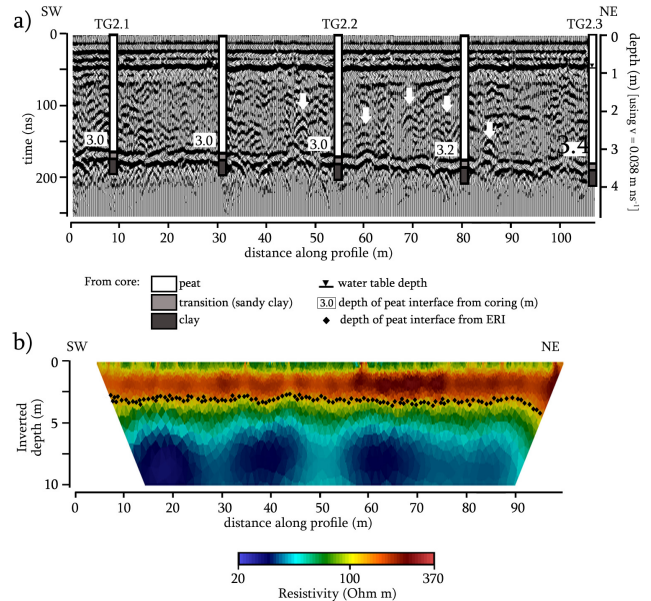 a)
SW
NE
TG2.1
TG2.2
TG2.3
0
100
200
time (ns)
3.0
3.0
3.0
3.2
3.4
0
1
2
3
4
depth (m) [using v = 0.038 m ns⁻¹]
0 10 20 30 40 50 60 70 80 90 100
distance along profile (m)
From core:
peat
transition (sandy clay)
clay
water table depth
3.0 depth of peat interface from coring (m)
depth of peat interface from ERI
b)
SW
NE
0
5
10
Inverted
depth (m)
0 10 20 30 40 50 60 70 80 90
distance along profile (m)
20 100 370
Resistivity (Ohm m)